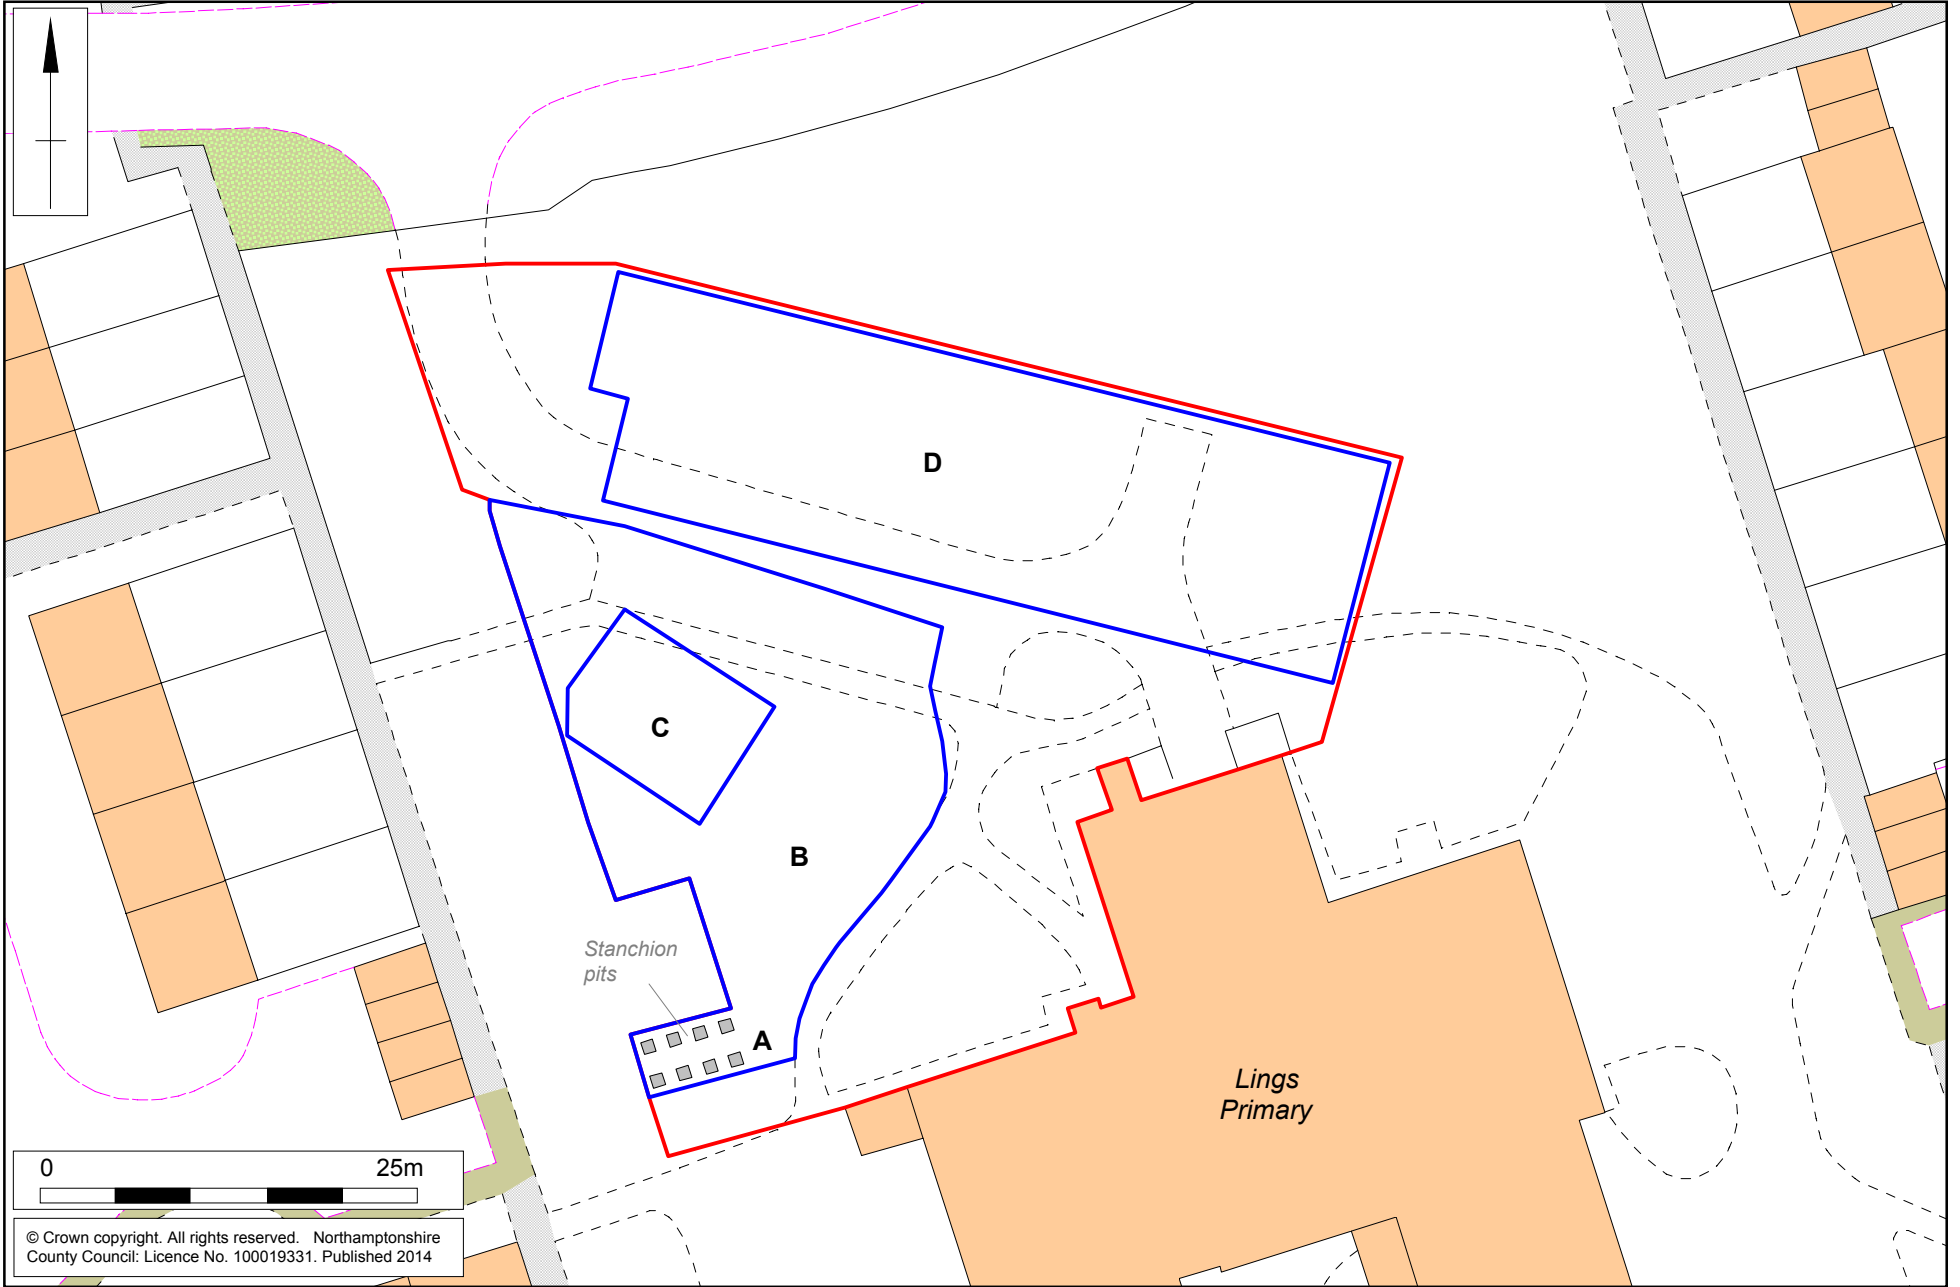 D
C
B
Stanchion
pits
A
Lings
Primary
0 25m
© Crown copyright. All rights reserved. Northamptonshire
County Council: Licence No. 100019331. Published 2014